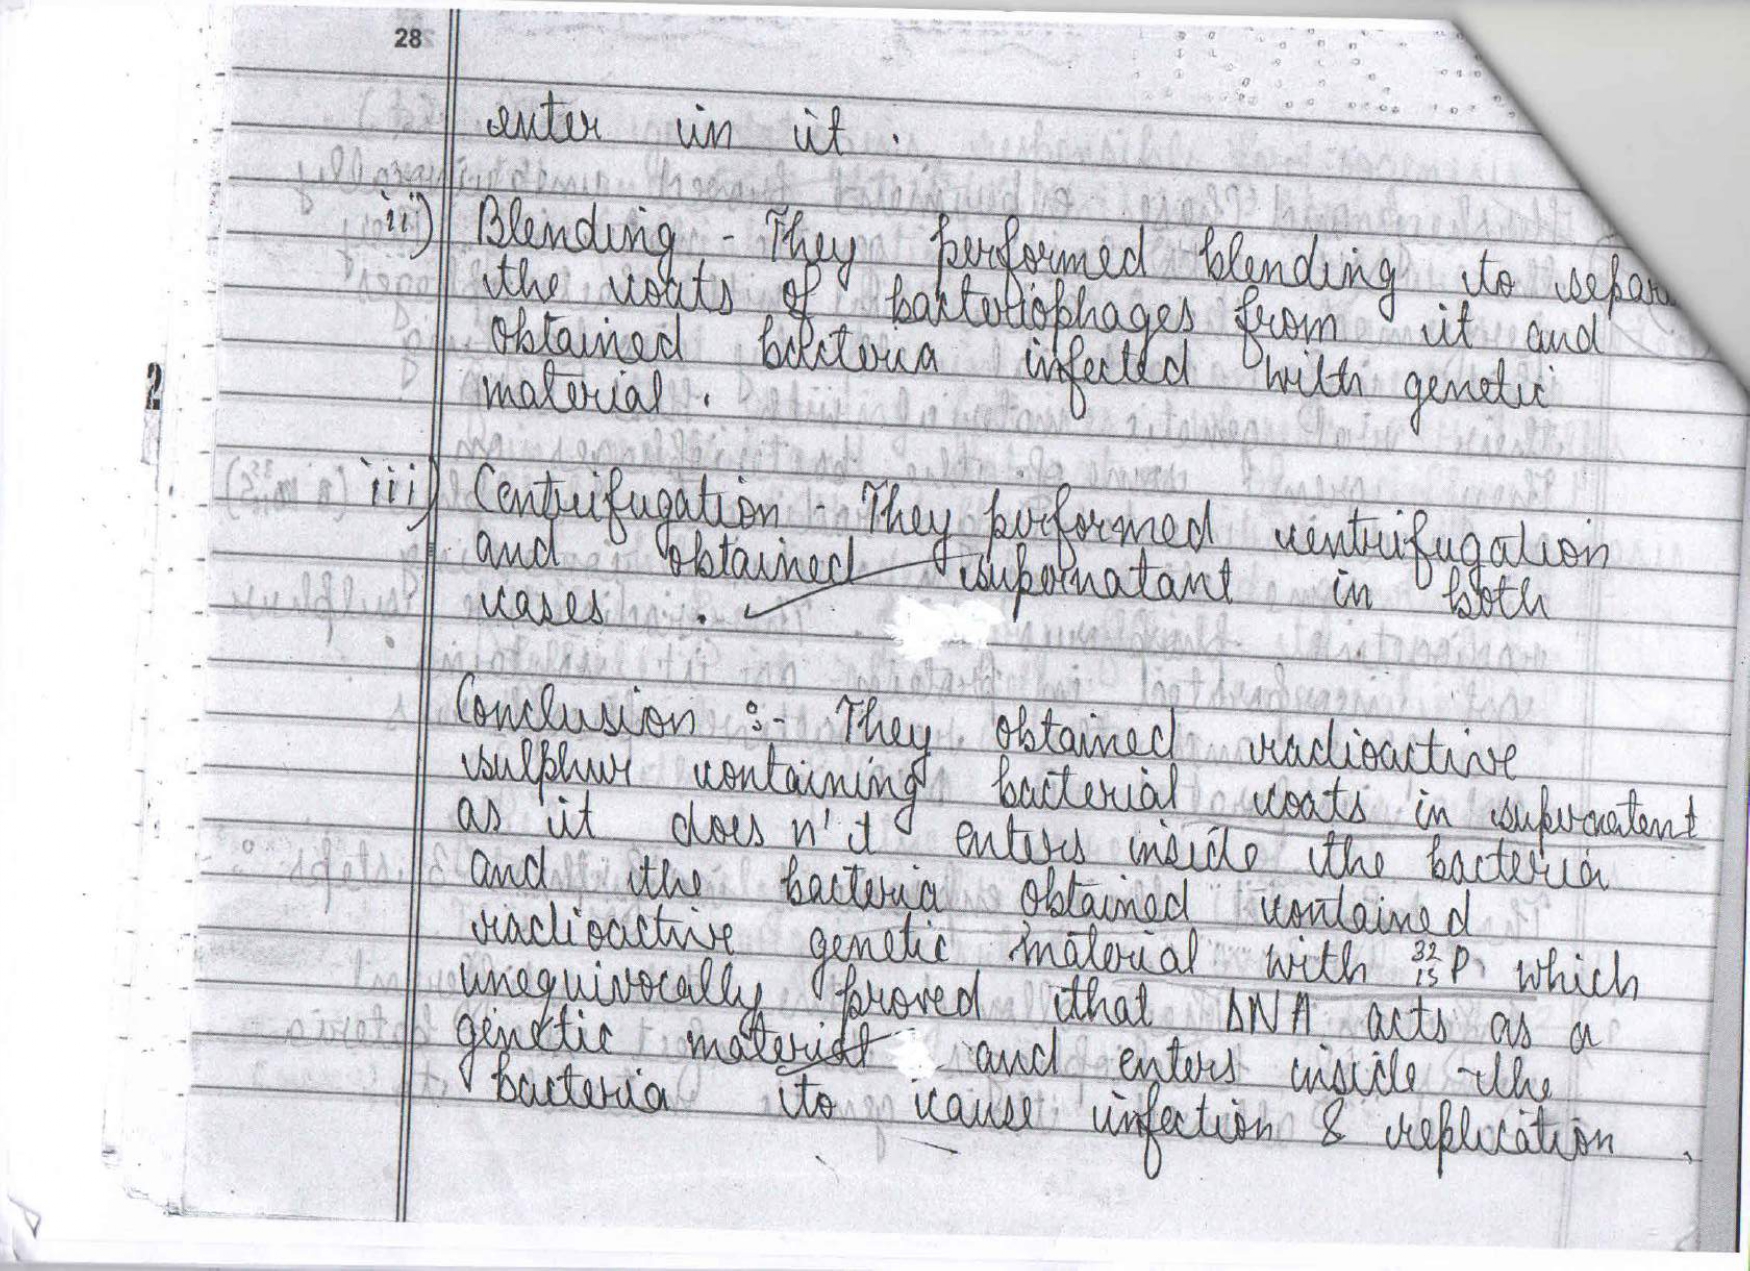 28
enter in it .
ii) Blending - They performed blending to separa
the coats of bacteriophages from it and
obtained bacteria infected with genetic
material .
2
iii) Centrifugation - They performed centrifugation
and obtained supernatant in both
cases .
Conclusion :- They obtained radioactive
sulphur containing bacterial coats in supernatent
as it does n't enters inside the bacteria
and the bacteria obtained contained
radioactive genetic material with ³²₁₅P which
unequivocally proved that DNA acts as a
genetic material and enters inside the
bacteria to cause infection & replication .